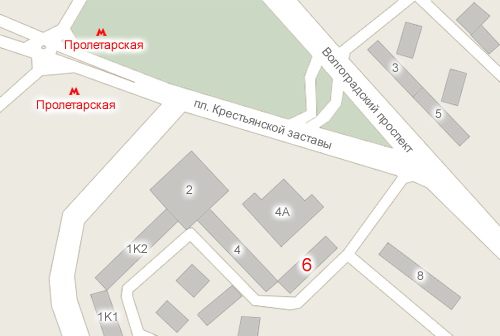 Пролетарская
Пролетарская
Волгоградский проспект
пл. Крестьянской заставы
3
5
2
4А
1К2
4
6
8
1К1